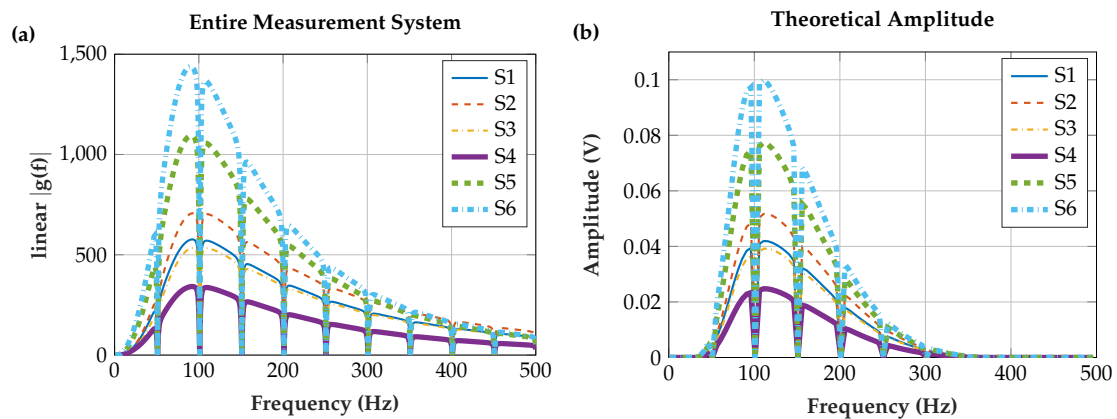 Entire Measurement System
(a)
linear |g(f)|
1,500
1,000
500
0
0 100 200 300 400 500
Frequency (Hz)
S1
S2
S3
S4
S5
S6
Theoretical Amplitude
(b)
Amplitude (V)
0.1
0.08
0.06
0.04
0.02
0
0 100 200 300 400 500
Frequency (Hz)
S1
S2
S3
S4
S5
S6